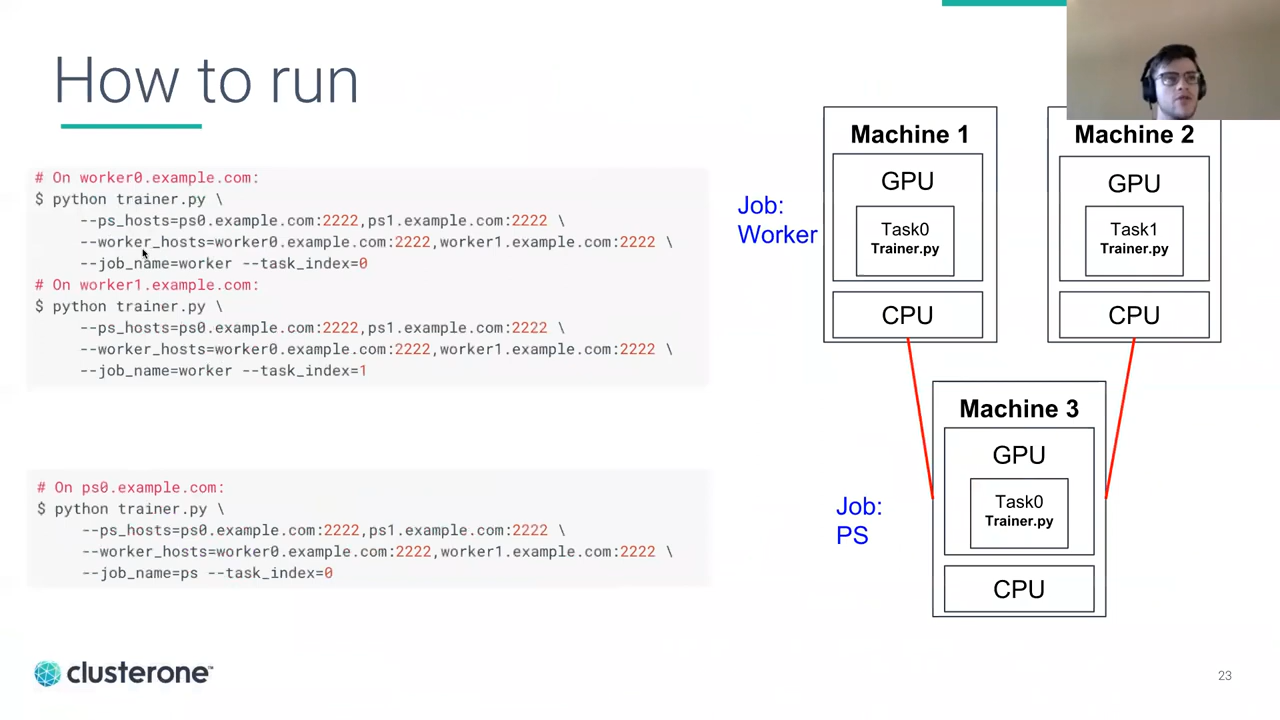 How to run
# On worker0.example.com:
$ python trainer.py \
--ps_hosts=ps0.example.com:2222,ps1.example.com:2222 \
--worker_hosts=worker0.example.com:2222,worker1.example.com:2222 \
--job_name=worker --task_index=0
# On worker1.example.com:
$ python trainer.py \
--ps_hosts=ps0.example.com:2222,ps1.example.com:2222 \
--worker_hosts=worker0.example.com:2222,worker1.example.com:2222 \
--job_name=worker --task_index=1
# On ps0.example.com:
$ python trainer.py \
--ps_hosts=ps0.example.com:2222,ps1.example.com:2222 \
--worker_hosts=worker0.example.com:2222,worker1.example.com:2222 \
--job_name=ps --task_index=0
Job:
Worker
Machine 1
GPU
Task0
Trainer.py
CPU
Machine 2
GPU
Task1
Trainer.py
CPU
Job:
PS
Machine 3
GPU
Task0
Trainer.py
CPU
clusterone™
23